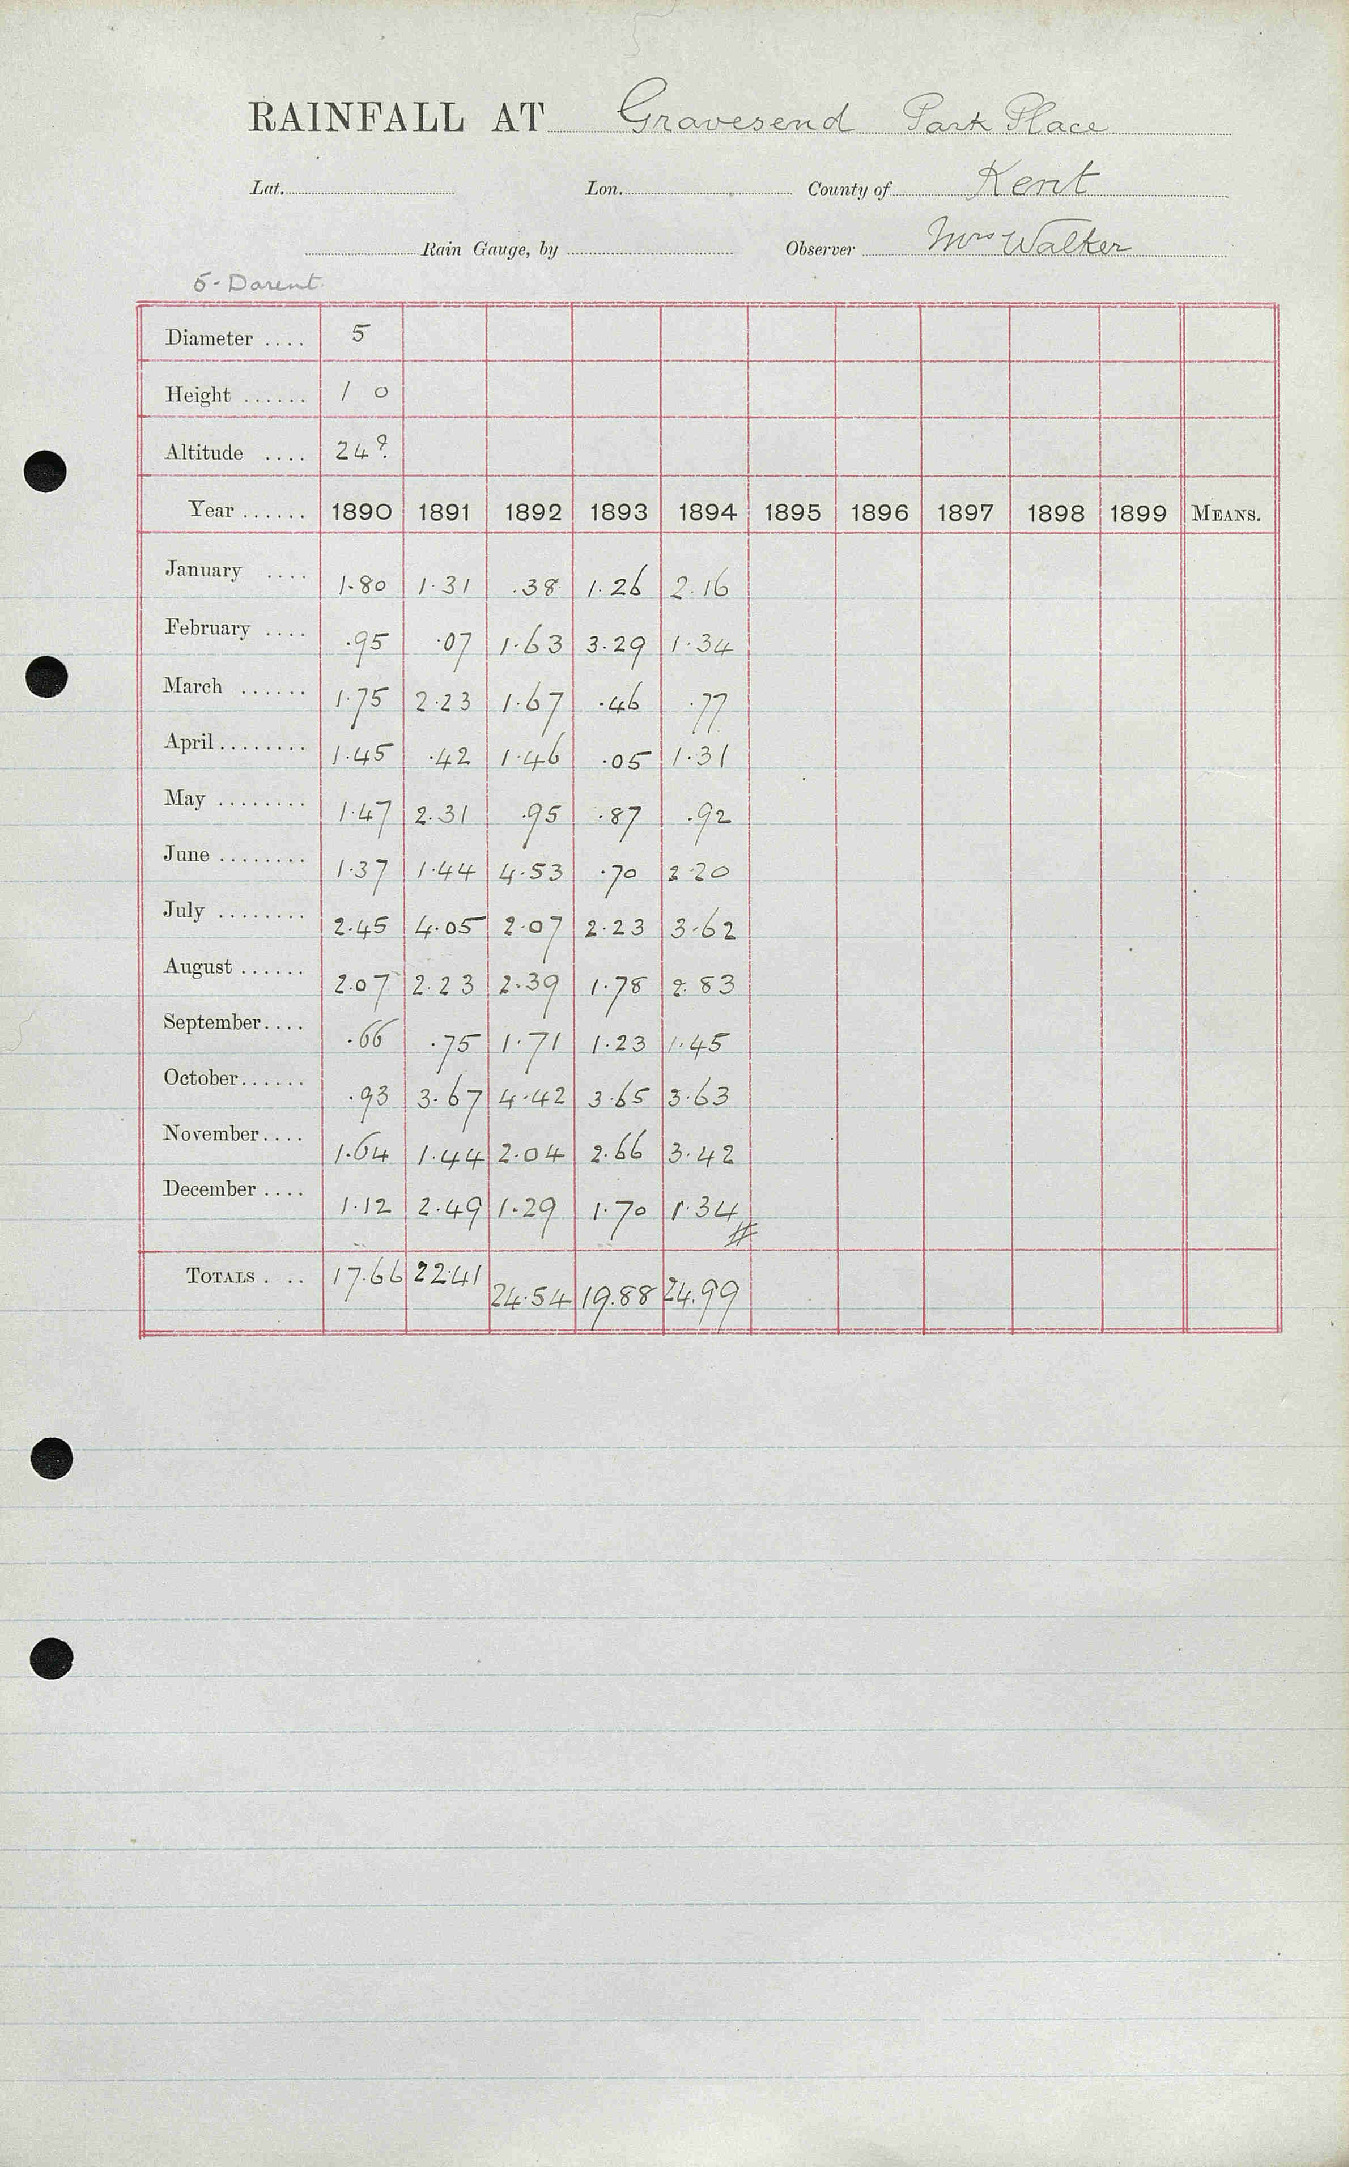 RAINFALL AT Gravesend Park Place
Lat. Lon. County of Kent
Rain Gauge, by Observer Mrs Walker
5 - Darent
Diameter .... 5
Height ...... 1 0
Altitude .... 24?
Year ...... 1890 1891 1892 1893 1894 1895 1896 1897 1898 1899 MEANS.
January .... 1.80 1.31 .38 1.26 2.16
February .... .95 .07 1.63 3.29 1.34
March ...... 1.75 2.23 1.67 .46 .77
April ........ 1.45 .42 1.46 .05 1.31
May ........ 1.47 2.31 .95 .87 .92
June ........ 1.37 1.44 4.53 .70 2.20
July ........ 2.45 4.05 2.07 2.23 3.62
August ...... 2.07 2.23 2.39 1.78 2.83
September .... .66 .75 1.71 1.23 1.45
October ...... .93 3.67 4.42 3.65 3.63
November .... 1.64 1.44 2.04 2.66 3.42
December .... 1.12 2.49 1.29 1.70 1.34 #
TOTALS . .. 17.66 22.41 24.54 19.88 24.99